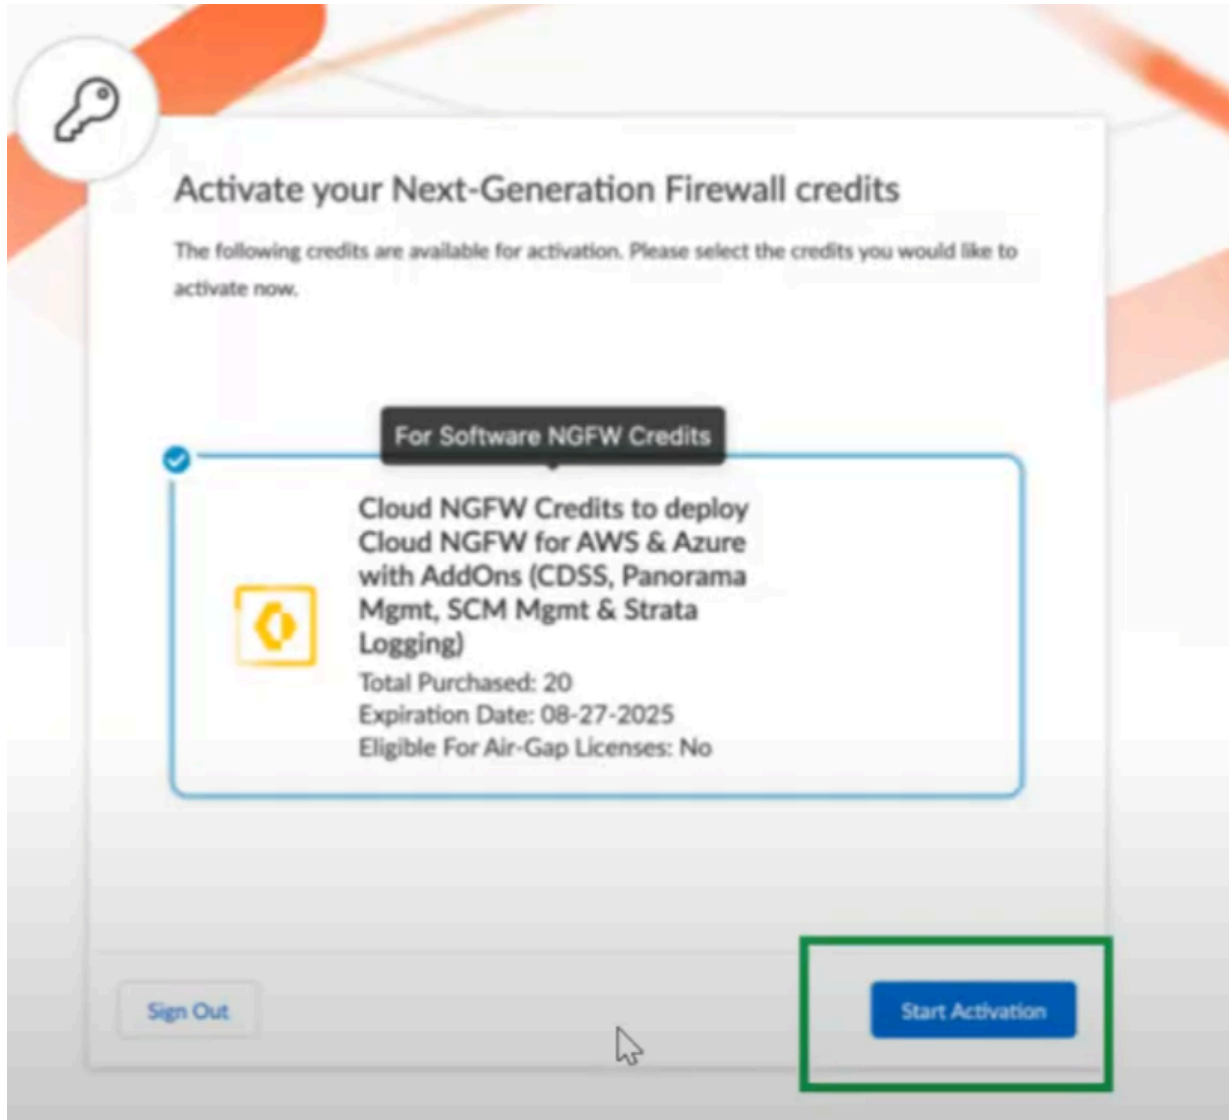 Activate your Next-Generation Firewall credits
The following credits are available for activation. Please select the credits you would like to
activate now.
For Software NGFW Credits
Cloud NGFW Credits to deploy
Cloud NGFW for AWS & Azure
with AddOns (CDSS, Panorama
Mgmt, SCM Mgmt & Strata
Logging)
Total Purchased: 20
Expiration Date: 08-27-2025
Eligible For Air-Gap Licenses: No
Sign Out
Start Activation